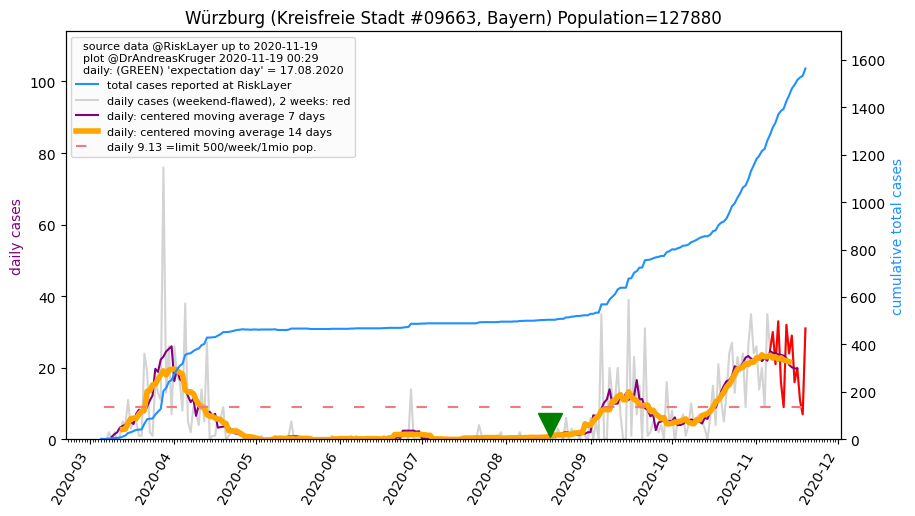 Würzburg (Kreisfreie Stadt #09663, Bayern) Population=127880
source data @RiskLayer up to 2020-11-19
plot @DrAndreasKruger 2020-11-19 00:29
daily: (GREEN) 'expectation day' = 17.08.2020
total cases reported at RiskLayer
daily cases (weekend-flawed), 2 weeks: red
daily: centered moving average 7 days
daily: centered moving average 14 days
daily 9.13 =limit 500/week/1mio pop.
daily cases
100
80
60
40
20
0
cumulative total cases
1600
1400
1200
1000
800
600
400
200
0
2020-03
2020-04
2020-05
2020-06
2020-07
2020-08
2020-09
2020-10
2020-11
2020-12